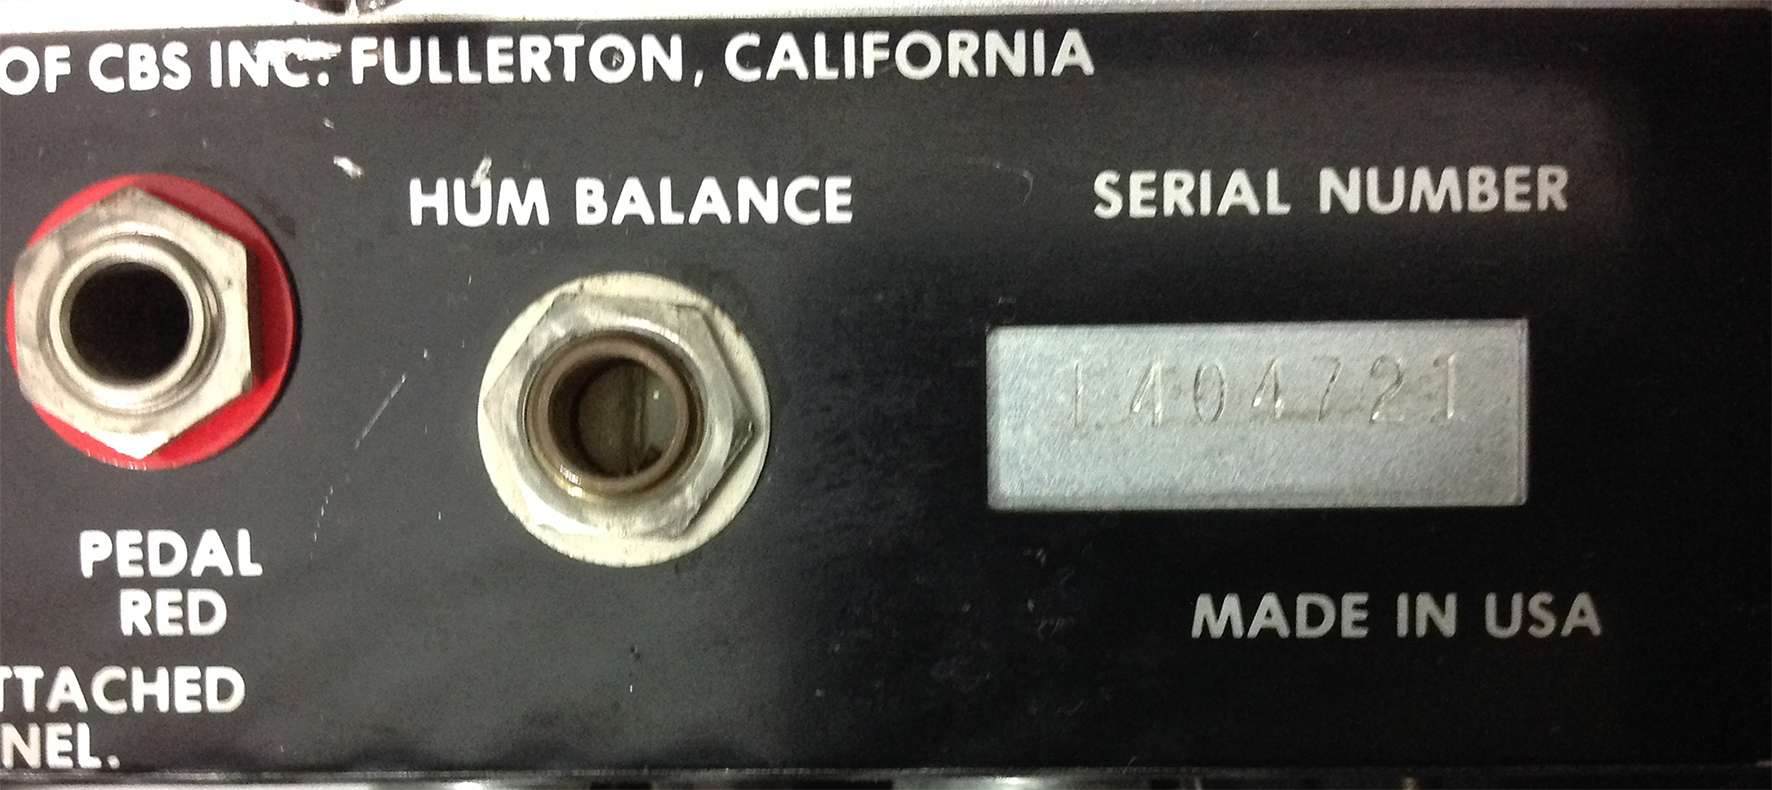 OF CBS INC. FULLERTON, CALIFORNIA
HUM BALANCE
SERIAL NUMBER
1404721
PEDAL
RED
TTACHED
NEL.
MADE IN USA